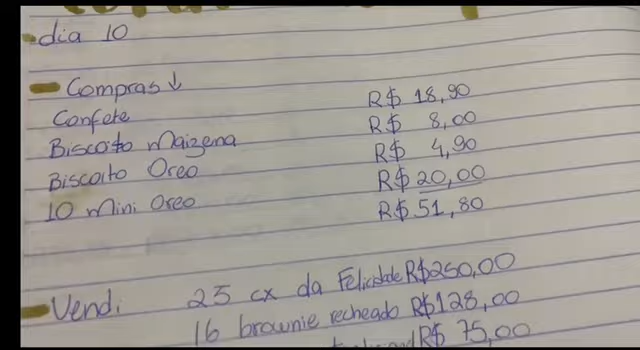 dia 10
Compras ↓
Confete R$ 18,90
Biscoito Maizena R$ 8,00
Biscoito Oreo R$ 4,90
10 Mini Oreo R$ 20,00
R$ 51,80
Vendi 25 cx da Felicidade R$ 250,00
16 brownie recheado R$ 128,00
R$ 75,00